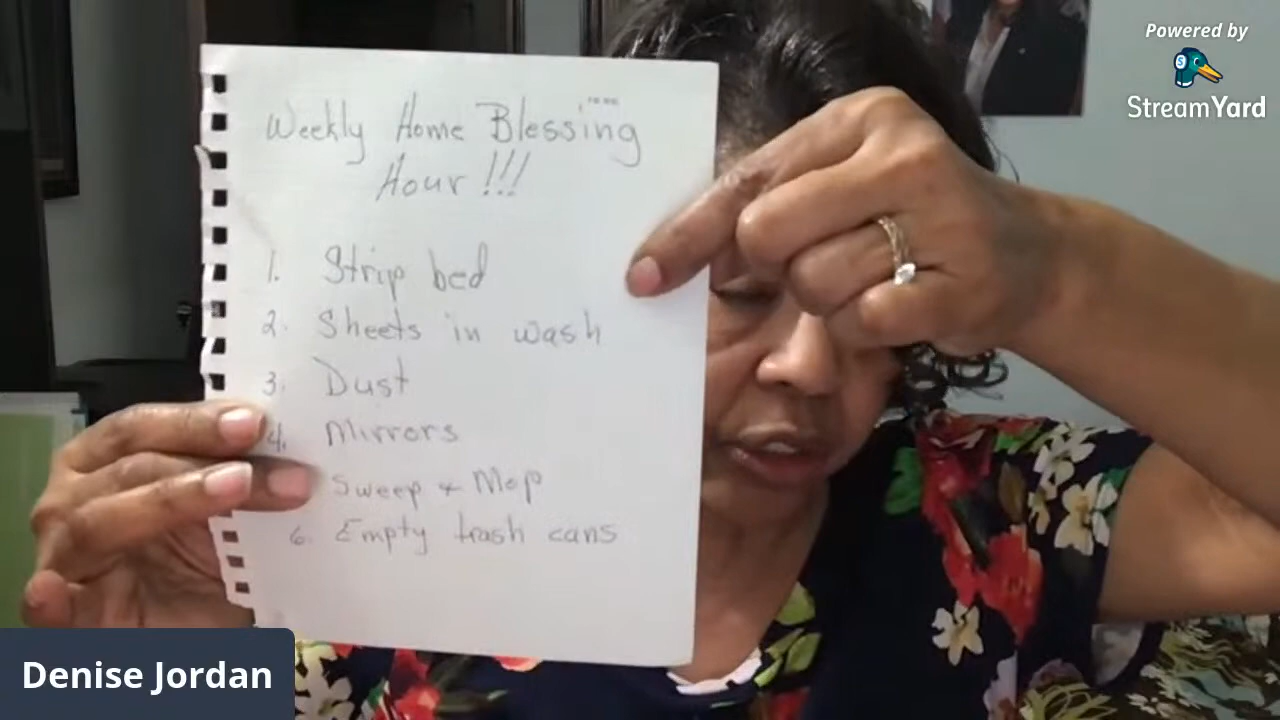 Powered by
StreamYard
Weekly Home Blessing
Hour!!!
1. Strip bed
2. Sheets in wash
3. Dust
4. Mirrors
Sweep & Mop
6. Empty trash cans
Denise Jordan